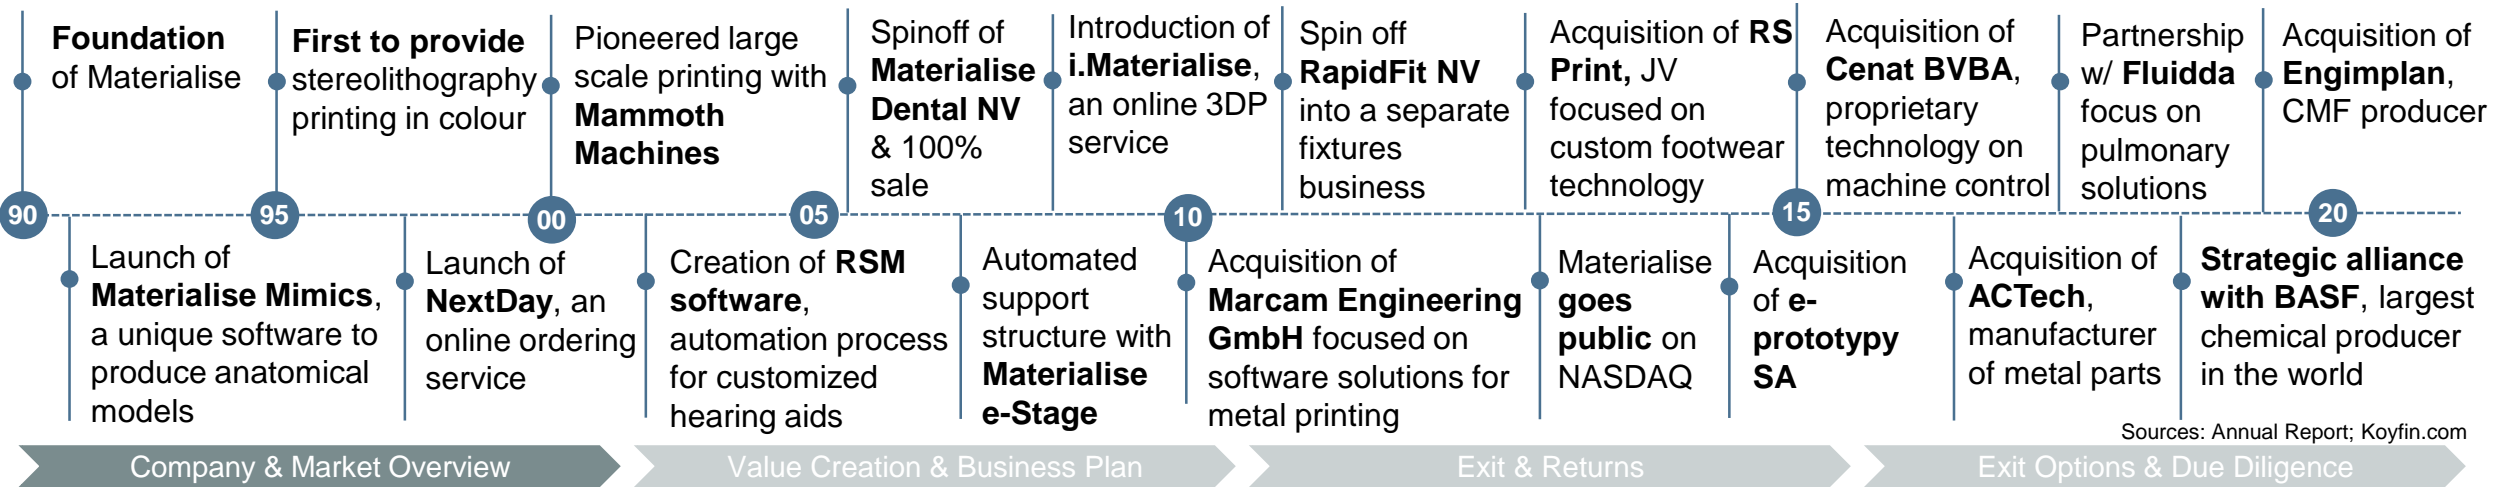 Foundation
of Materialise
First to provide
stereolithography
printing in colour
Pioneered large
scale printing with
Mammoth
Machines
Spinoff of
Materialise
Dental NV
& 100%
sale
Introduction of
i.Materialise,
an online 3DP
service
Spin off
RapidFit NV
into a separate
fixtures
business
Acquisition of RS
Print, JV
focused on
custom footwear
technology
Acquisition of
Cenat BVBA,
proprietary
technology on
machine control
Partnership
w/ Fluidda
focus on
pulmonary
solutions
Acquisition of
Engimplan,
CMF producer
90
95
00
05
10
15
20
Launch of
Materialise Mimics,
a unique software to
produce anatomical
models
Launch of
NextDay, an
online ordering
service
Creation of RSM
software,
automation process
for customized
hearing aids
Automated
support
structure with
Materialise
e-Stage
Acquisition of
Marcam Engineering
GmbH focused on
software solutions for
metal printing
Materialise
goes
public on
NASDAQ
Acquisition
of e-
prototypy
SA
Acquisition of
ACTech,
manufacturer
of metal parts
Strategic alliance
with BASF, largest
chemical producer
in the world
Sources: Annual Report; Koyfin.com
Company & Market Overview
Value Creation & Business Plan
Exit & Returns
Exit Options & Due Diligence